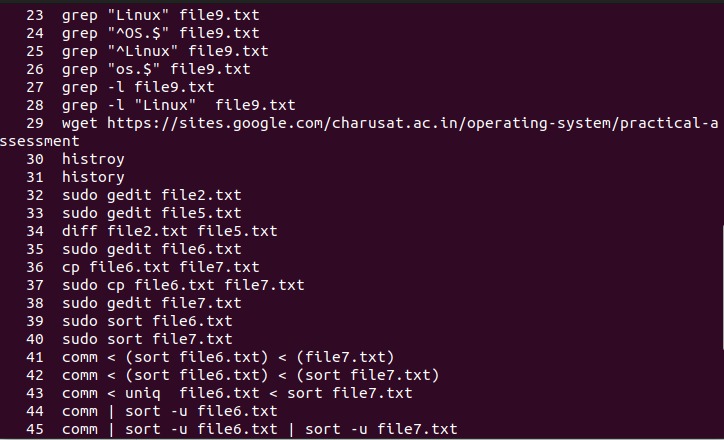 23  grep "Linux" file9.txt
24  grep "^OS.$" file9.txt
25  grep "^Linux" file9.txt
26  grep "os.$" file9.txt
27  grep -l file9.txt
28  grep -l "Linux"  file9.txt
29  wget https://sites.google.com/charusat.ac.in/operating-system/practical-a
ssessment
30  histroy
31  history
32  sudo gedit file2.txt
33  sudo gedit file5.txt
34  diff file2.txt file5.txt
35  sudo gedit file6.txt
36  cp file6.txt file7.txt
37  sudo cp file6.txt file7.txt
38  sudo gedit file7.txt
39  sudo sort file6.txt
40  sudo sort file7.txt
41  comm < (sort file6.txt) < (file7.txt)
42  comm < (sort file6.txt) < (sort file7.txt)
43  comm < uniq  file6.txt < sort file7.txt
44  comm | sort -u file6.txt
45  comm | sort -u file6.txt | sort -u file7.txt